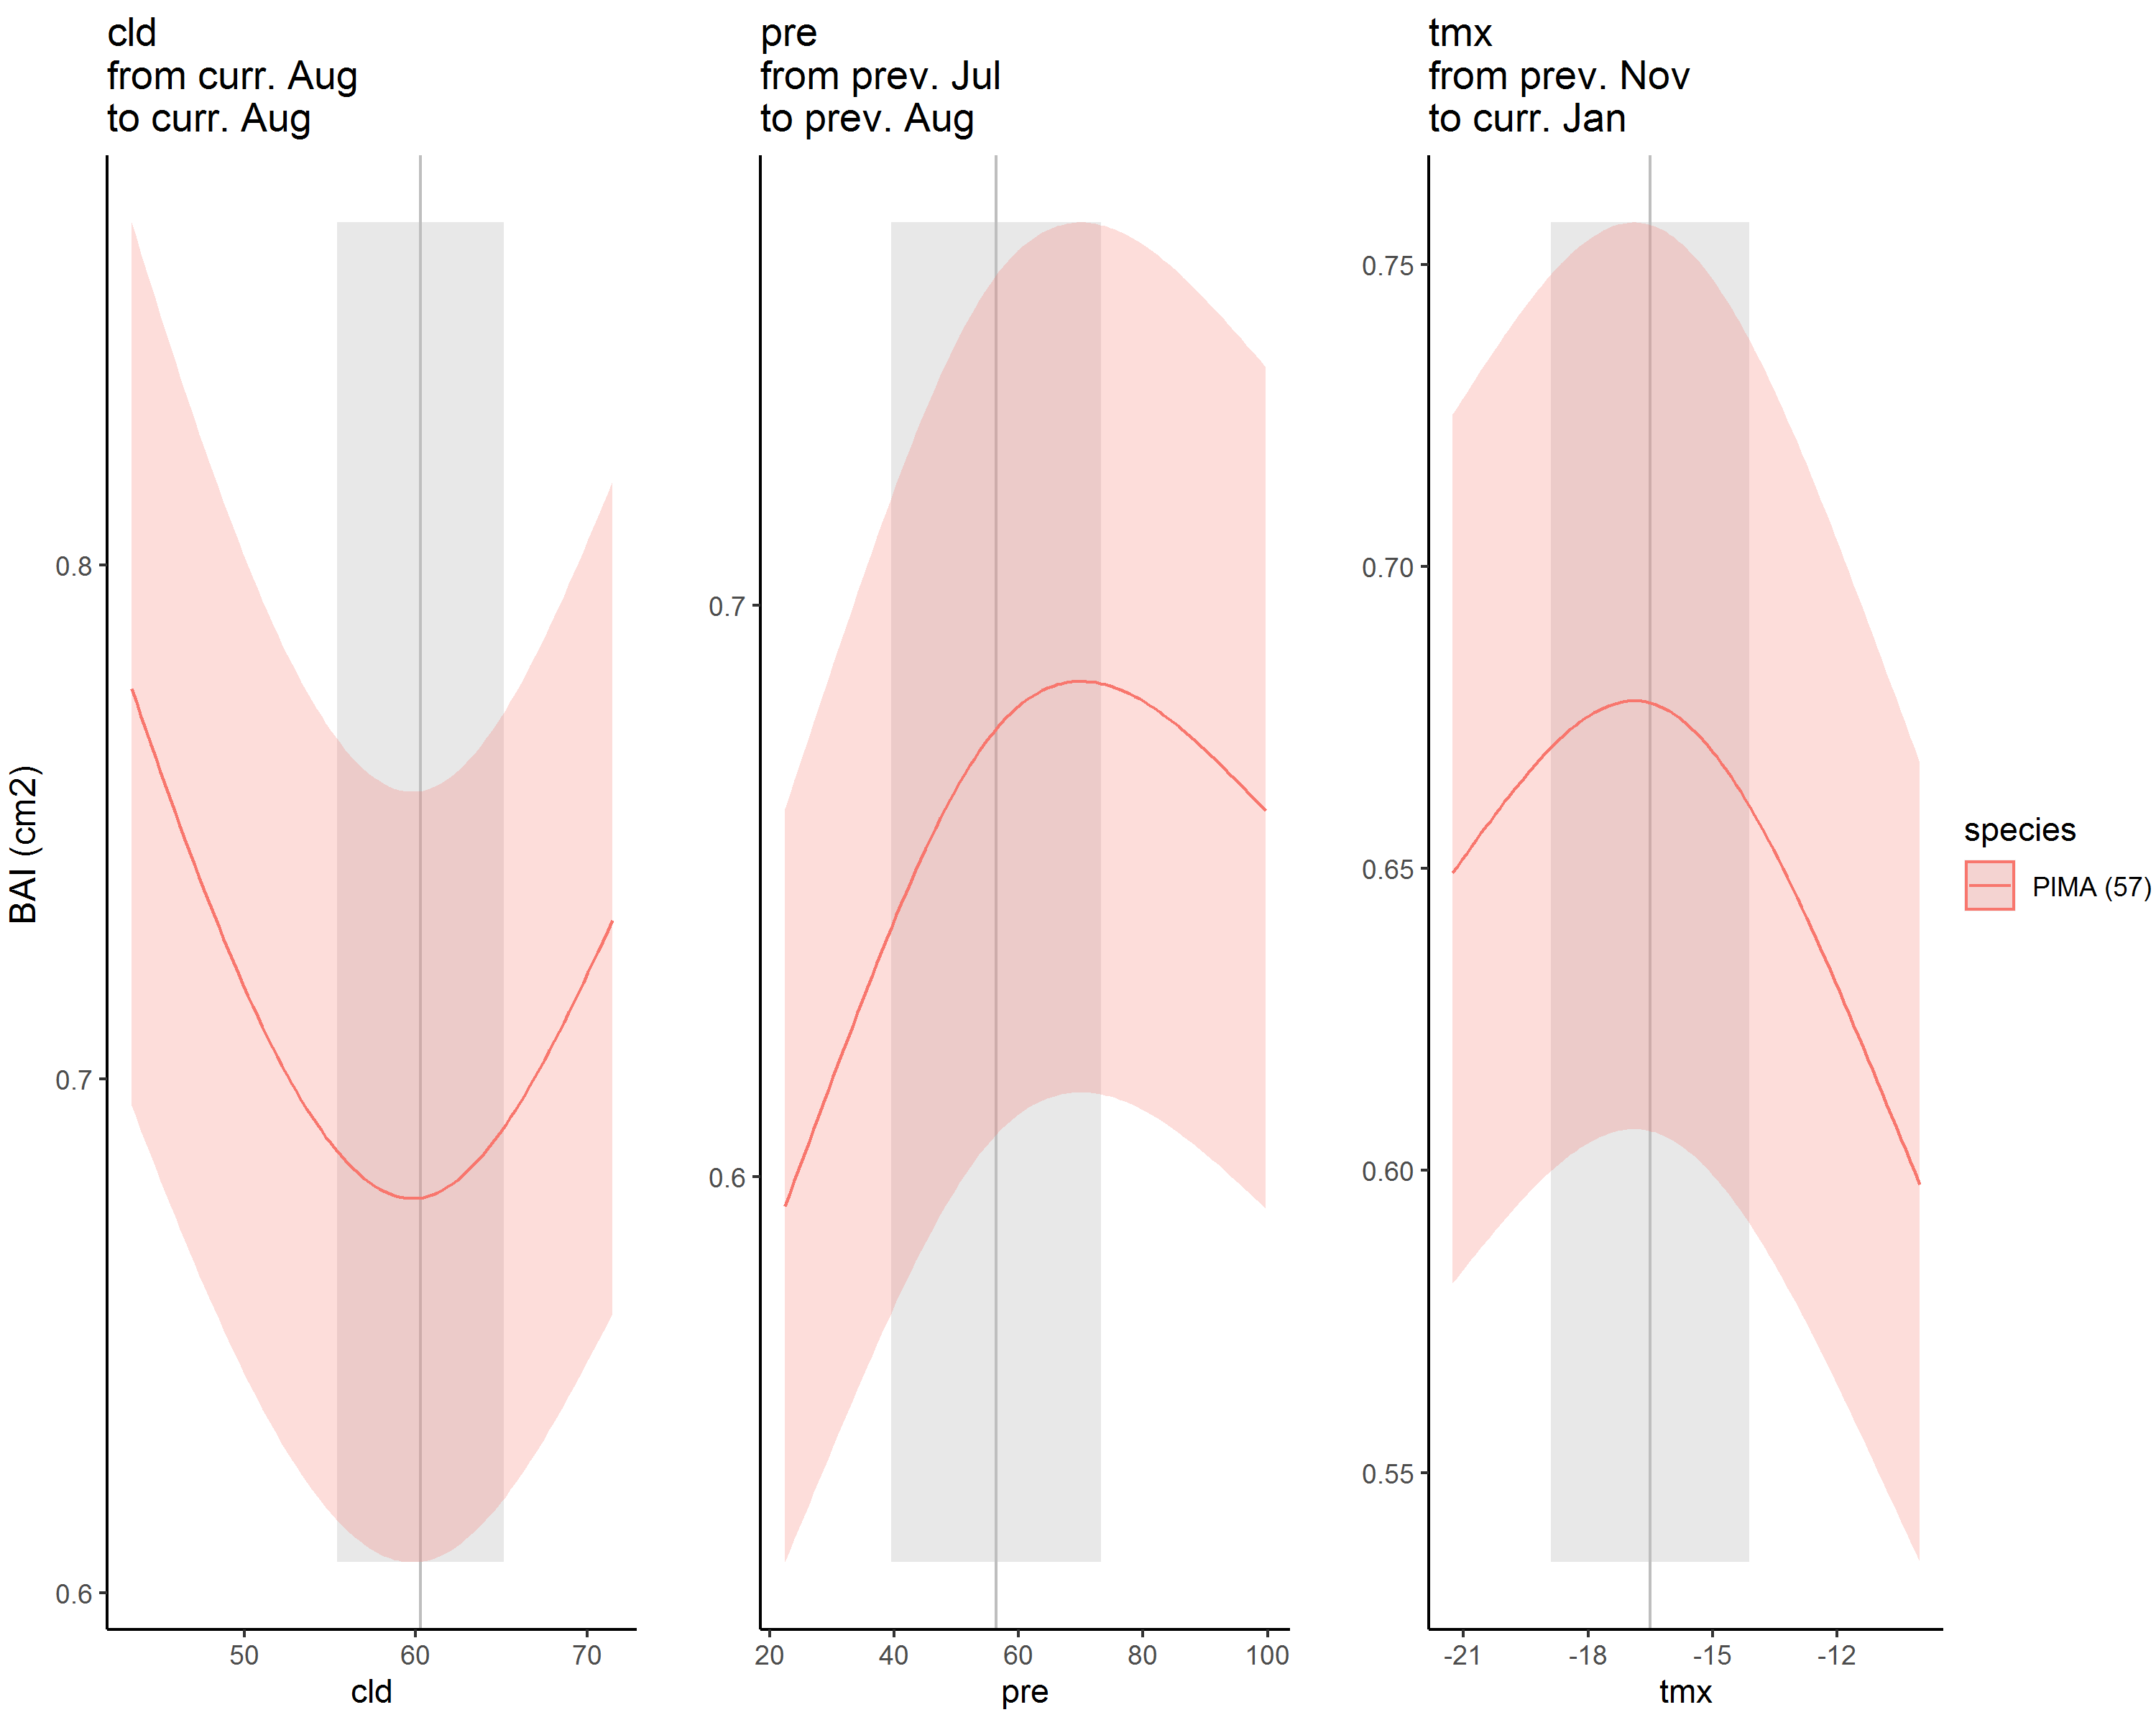 cld
from curr. Aug
to curr. Aug
pre
from prev. Jul
to prev. Aug
tmx
from prev. Nov
to curr. Jan
BAI (cm2)
0.8
0.7
0.6
50 60 70
cld
0.7
0.6
20 40 60 80 100
pre
0.75
0.70
0.65
0.60
0.55
-21 -18 -15 -12
tmx
species
PIMA (57)